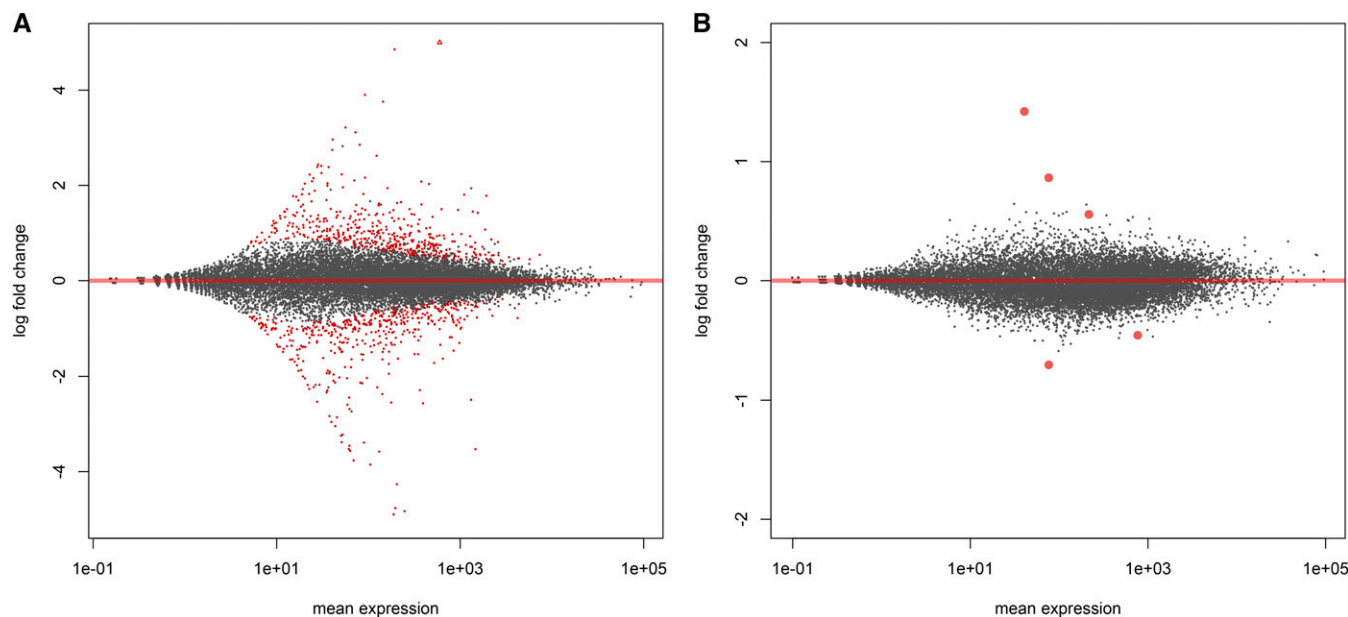 A
log fold change
4
2
0
-2
-4
1e-01
1e+01
1e+03
1e+05
mean expression
B
log fold change
2
1
0
-1
-2
1e-01
1e+01
1e+03
1e+05
mean expression